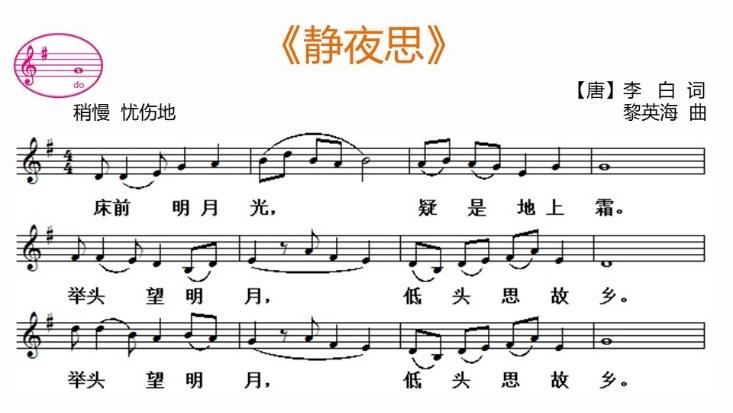 《静夜思》
do
【唐】李 白 词
稍慢 忧伤地
黎英海 曲
4
4
床前 明 月 光， 疑 是 地 上 霜。
举头 望 明 月， 低 头 思 故 乡。
举头 望 明 月， 低 头 思 故 乡。